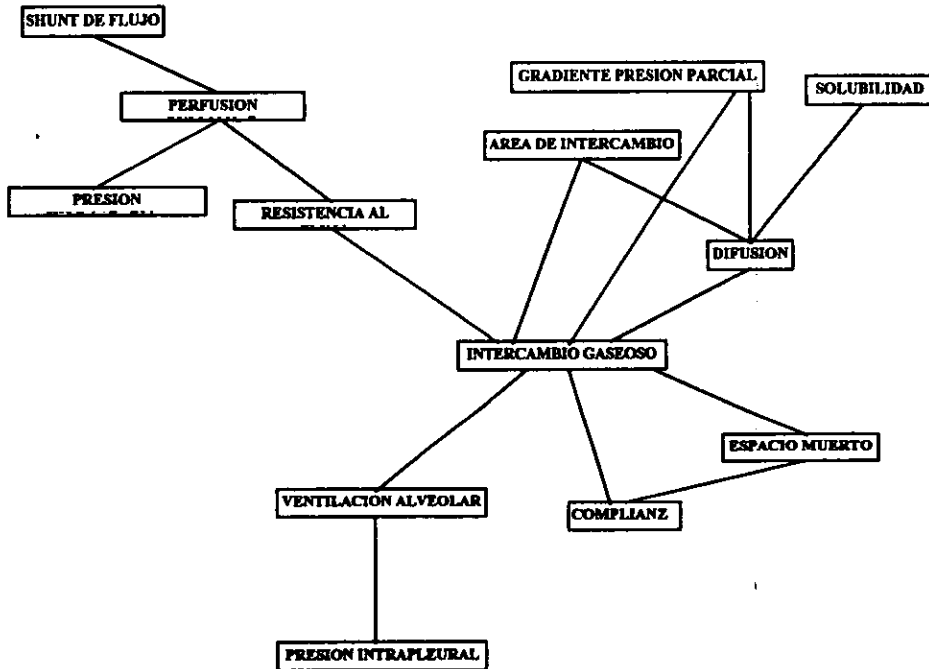 SHUNT DE FLUJO
GRADIENTE PRESION PARCIAL
SOLUBILIDAD
PERFUSION
AREA DE INTERCAMBIO
PRESION
RESISTENCIA AL
DIFUSION
INTERCAMBIO GASEOSO
ESPACIO MUERTO
VENTILACION ALVEOLAR
COMPLIANZ
PRESION INTRAPLEURAL